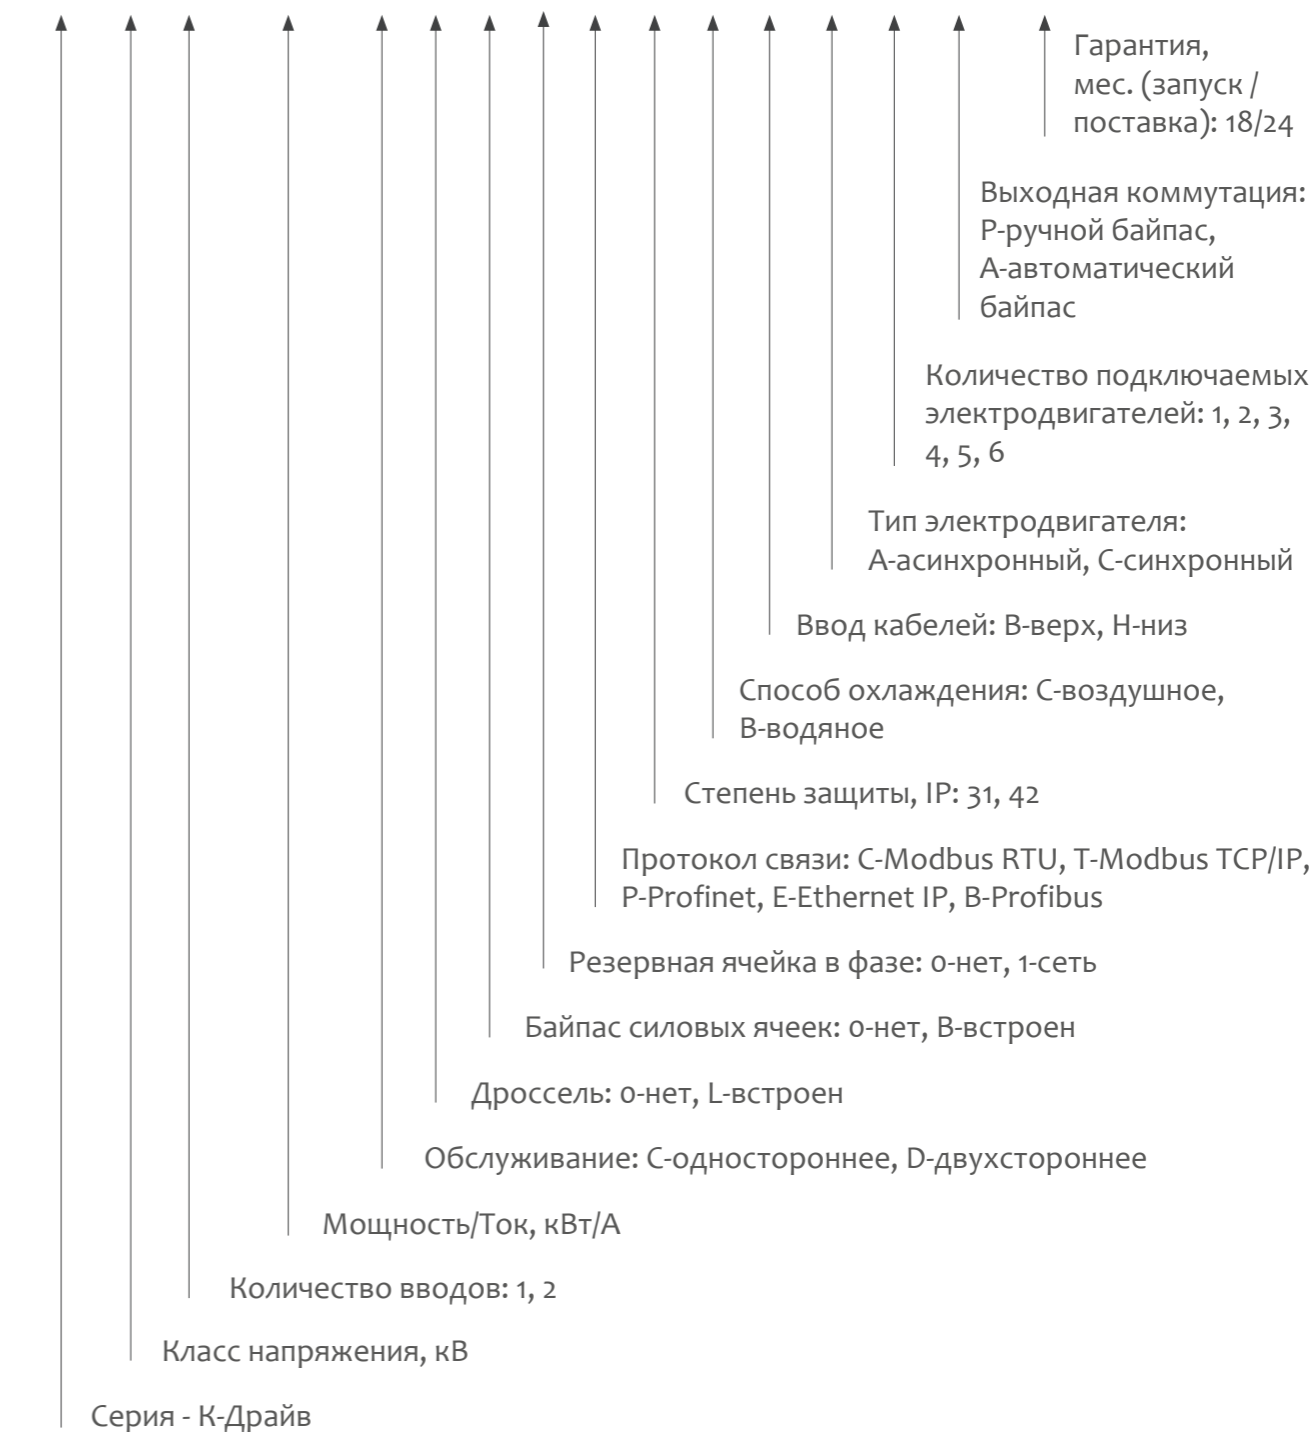 Гарантия,
мес. (запуск /
поставка): 18/24
Выходная коммутация:
Р-ручной байпас,
А-автоматический
байпас
Количество подключаемых
электродвигателей: 1, 2, 3,
4, 5, 6
Тип электродвигателя:
А-асинхронный, С-синхронный
Ввод кабелей: В-верх, Н-низ
Способ охлаждения: С-воздушное,
В-водяное
Степень защиты, IP: 31, 42
Протокол связи: C-Modbus RTU, T-Modbus TCP/IP,
P-Profinet, E-Ethernet IP, B-Profibus
Резервная ячейка в фазе: 0-нет, 1-сеть
Байпас силовых ячеек: 0-нет, В-встроен
Дроссель: 0-нет, L-встроен
Обслуживание: С-одностороннее, D-двухстороннее
Мощность/Ток, кВт/А
Количество вводов: 1, 2
Класс напряжения, кВ
Серия - К-Драйв